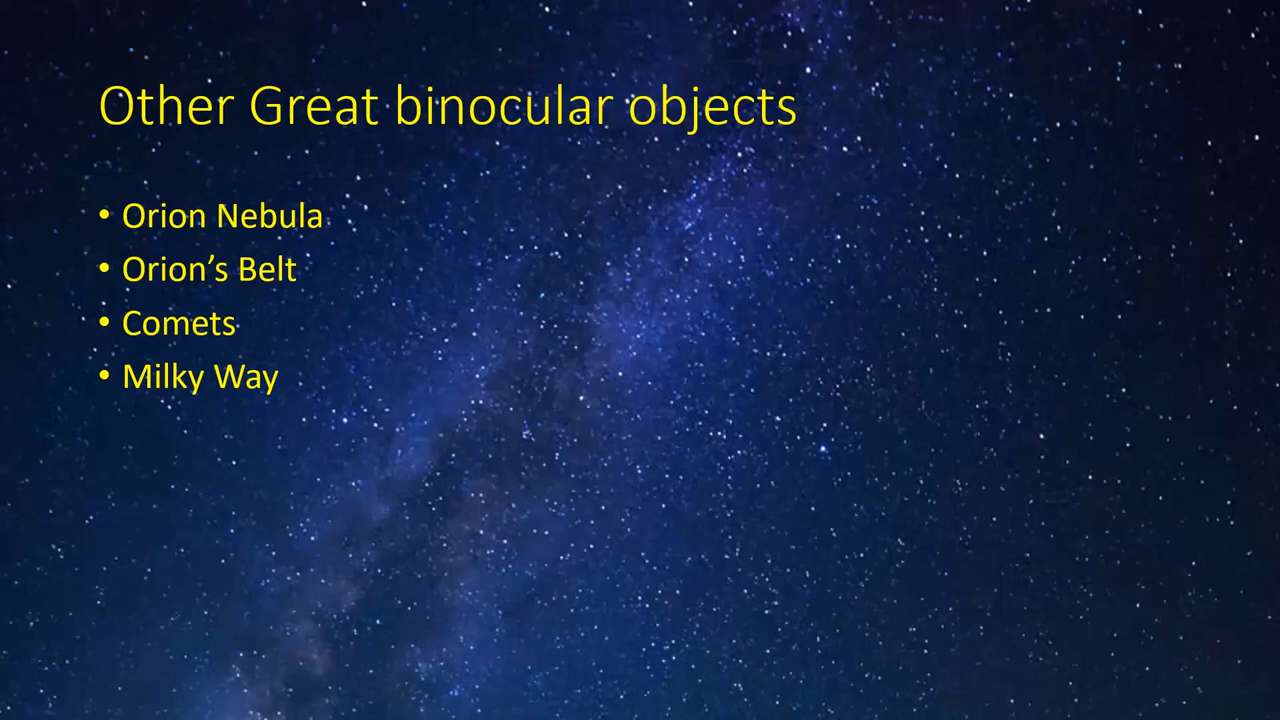 Other Great binocular objects
• Orion Nebula
• Orion’s Belt
• Comets
• Milky Way